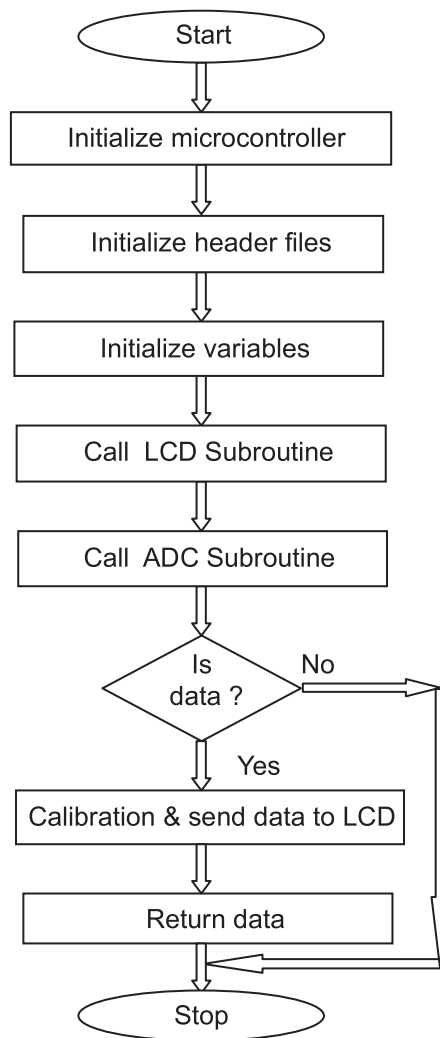 Start
Initialize microcontroller
Initialize header files
Initialize variables
Call LCD Subroutine
Call ADC Subroutine
Is
data ?
No
Yes
Calibration & send data to LCD
Return data
Stop